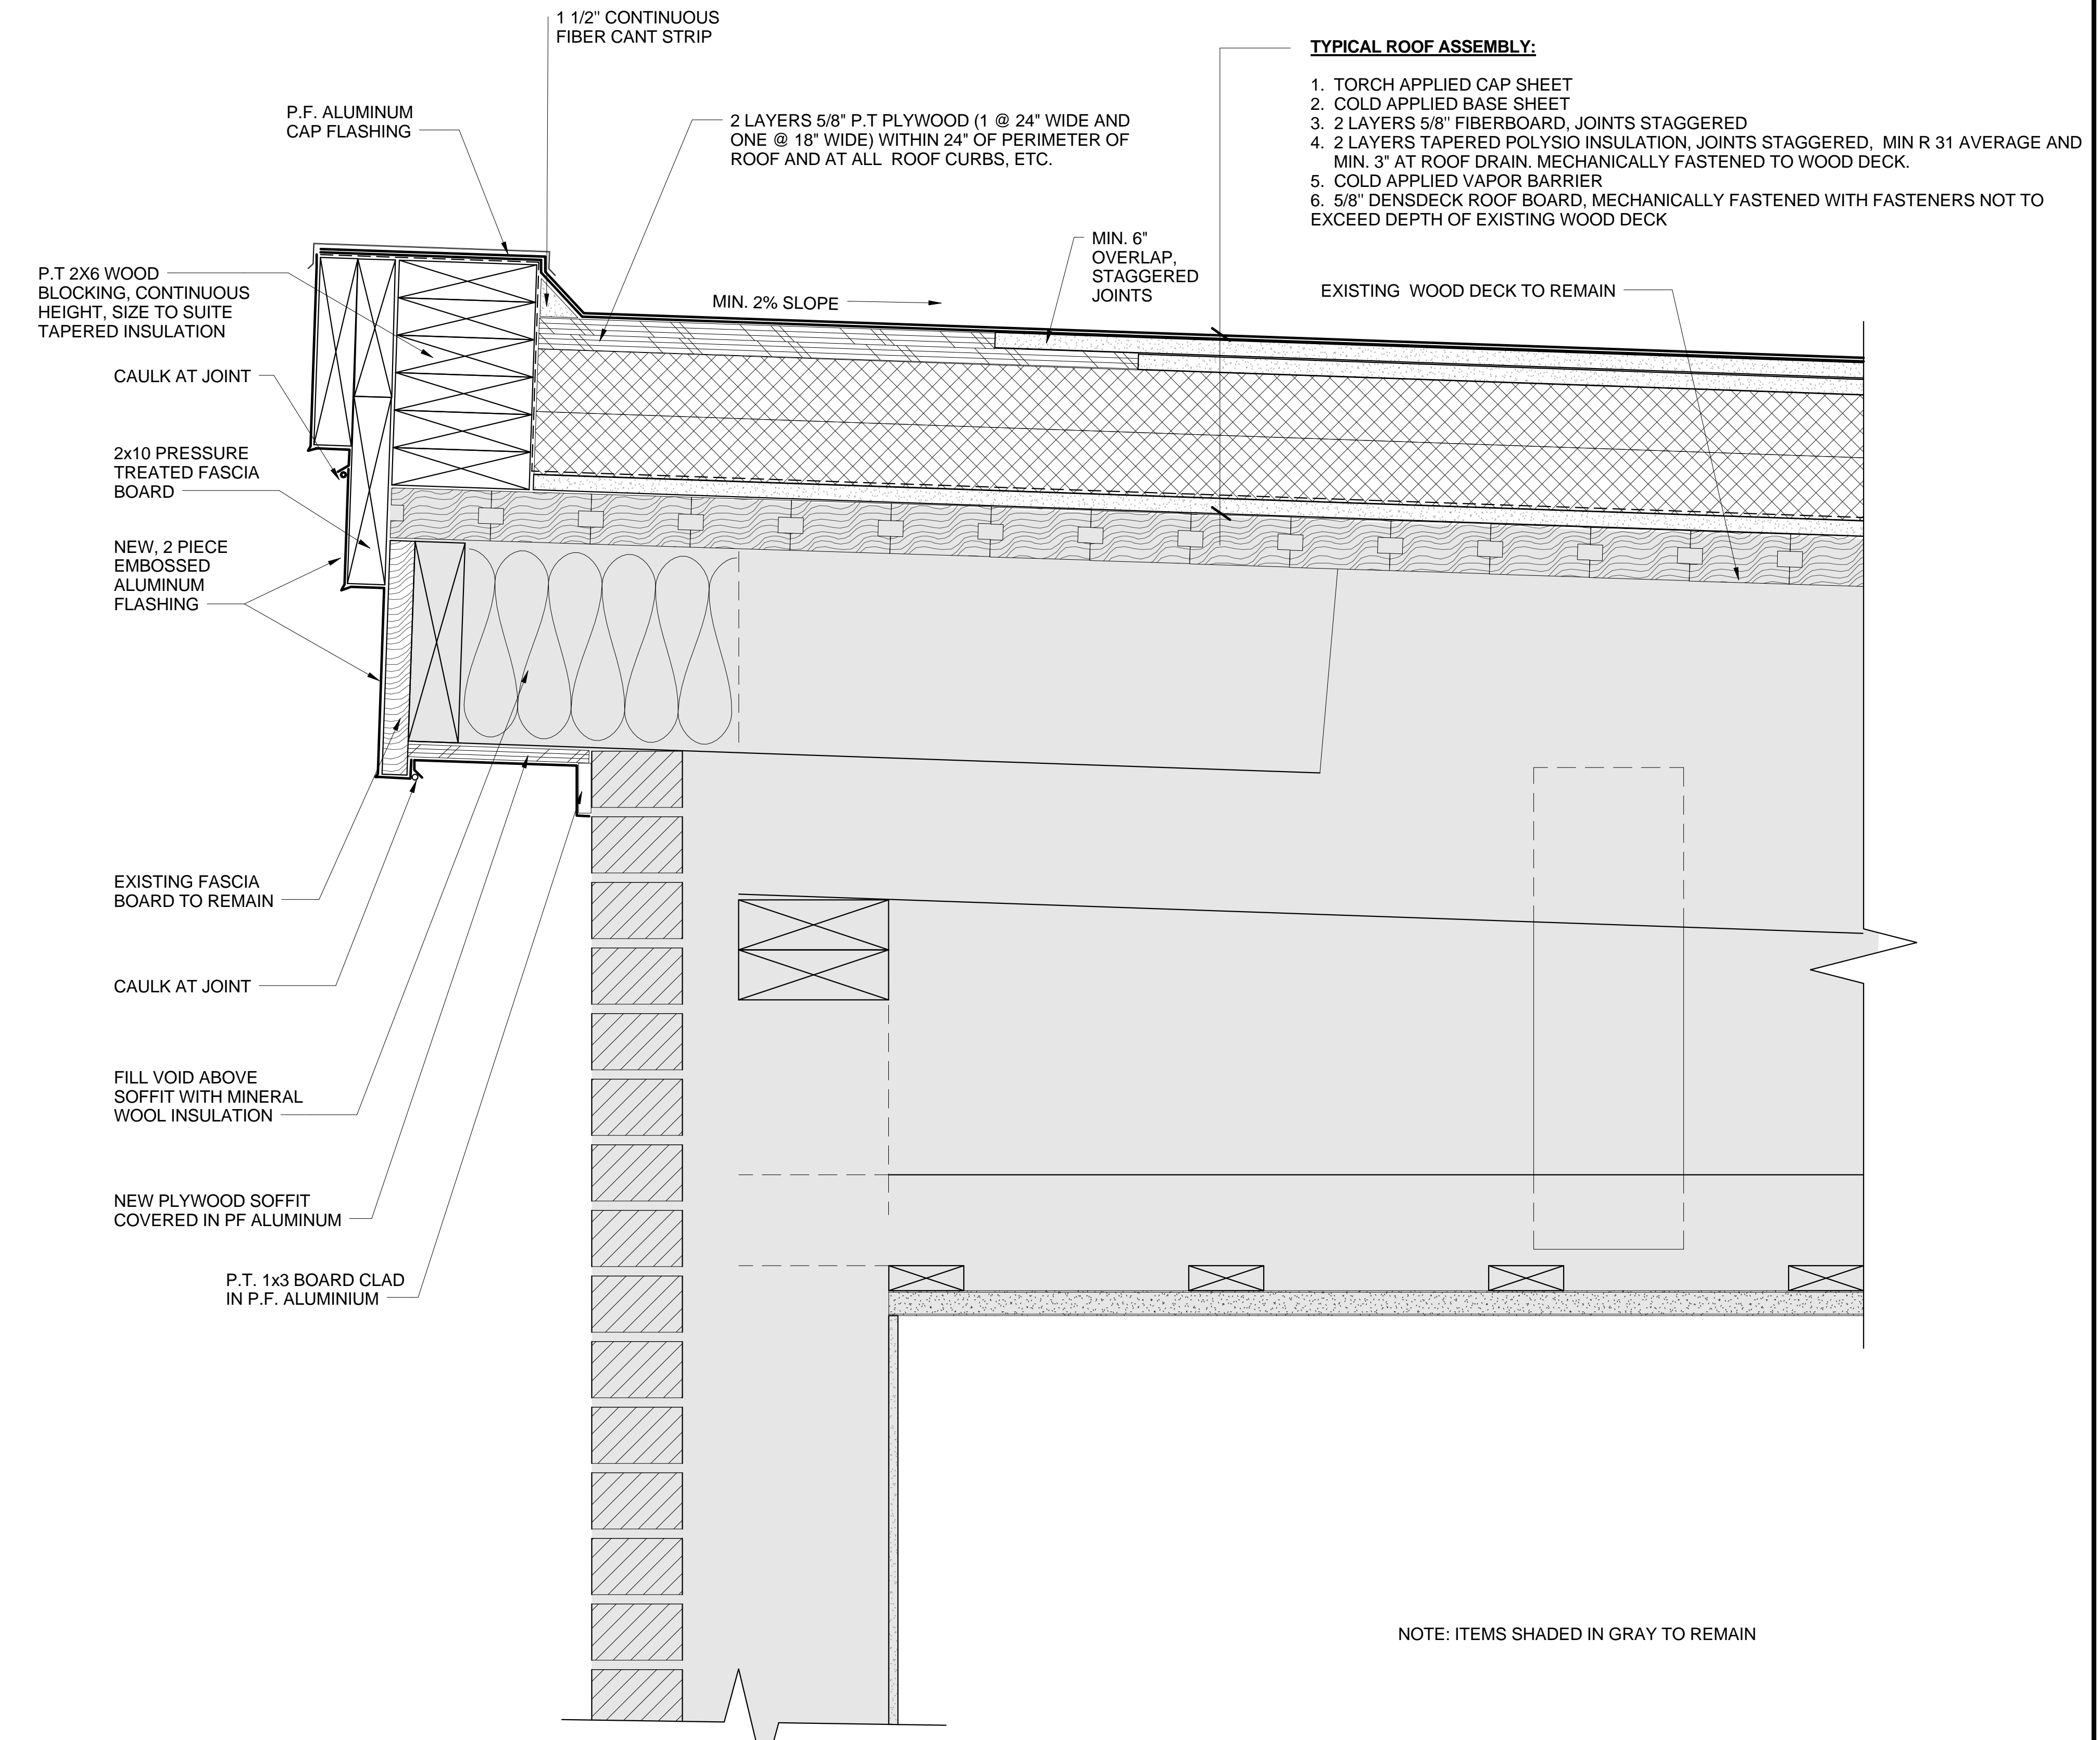 1 1/2" CONTINUOUS
FIBER CANT STRIP
TYPICAL ROOF ASSEMBLY:
1. TORCH APPLIED CAP SHEET
2. COLD APPLIED BASE SHEET
3. 2 LAYERS 5/8" FIBERBOARD, JOINTS STAGGERED
4. 2 LAYERS TAPERED POLYSIO INSULATION, JOINTS STAGGERED, MIN R 31 AVERAGE AND
MIN. 3" AT ROOF DRAIN. MECHANICALLY FASTENED TO WOOD DECK.
5. COLD APPLIED VAPOR BARRIER
6. 5/8" DENSDECK ROOF BOARD, MECHANICALLY FASTENED WITH FASTENERS NOT TO
EXCEED DEPTH OF EXISTING WOOD DECK
P.F. ALUMINUM
CAP FLASHING
2 LAYERS 5/8" P.T PLYWOOD (1 @ 24" WIDE AND
ONE @ 18" WIDE) WITHIN 24" OF PERIMETER OF
ROOF AND AT ALL ROOF CURBS, ETC.
MIN. 6"
OVERLAP,
STAGGERED
JOINTS
P.T 2X6 WOOD
BLOCKING, CONTINUOUS
HEIGHT, SIZE TO SUITE
TAPERED INSULATION
MIN. 2% SLOPE
EXISTING WOOD DECK TO REMAIN
CAULK AT JOINT
2x10 PRESSURE
TREATED FASCIA
BOARD
NEW, 2 PIECE
EMBOSSED
ALUMINUM
FLASHING
EXISTING FASCIA
BOARD TO REMAIN
CAULK AT JOINT
FILL VOID ABOVE
SOFFIT WITH MINERAL
WOOL INSULATION
NEW PLYWOOD SOFFIT
COVERED IN PF ALUMINUM
P.T. 1x3 BOARD CLAD
IN P.F. ALUMINIUM
NOTE: ITEMS SHADED IN GRAY TO REMAIN